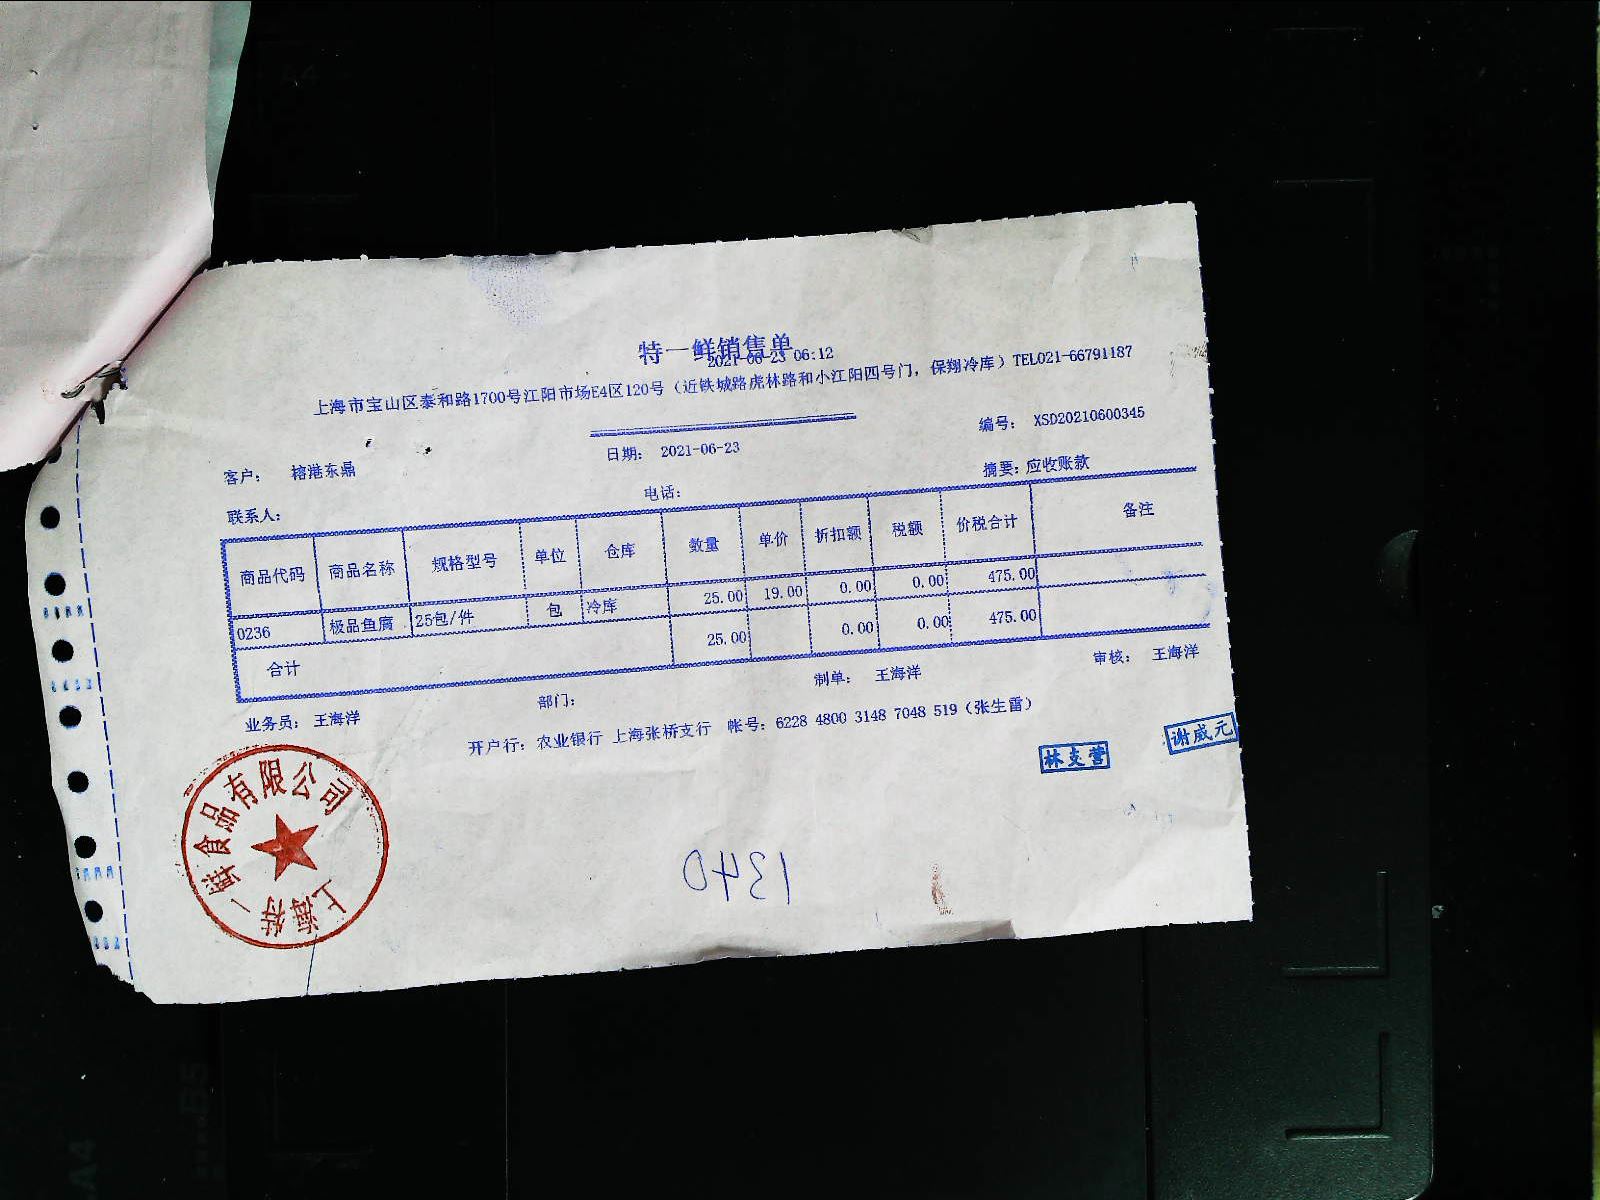 特一鲜销售单
2021-06-23 06:12
上海市宝山区泰和路1700号江阳市场E4区120号（近铁城路虎林路和小江阳四号门，保翔冷库）TEL021-66791187
编号： XSD20210600345
日期： 2021-06-23
客户： 榕港东鼎
摘要：应收账款
电话：
联系人：
商品代码 商品名称 规格型号 单位 仓库 数量 单价 折扣额 税额 价税合计 备注
0236 极品鱼腐 25包/件 包 冷库 25.00 19.00 0.00 0.00 475.00
合计 25.00 0.00 0.00 475.00
业务员： 王海洋 部门： 制单： 王海洋 审核： 王海洋
开户行：农业银行 上海张桥支行 帐号：6228 4800 3148 7048 519（张生雷）
林支营
谢威元
上海特一鲜食品有限公司
1340
A4
B5